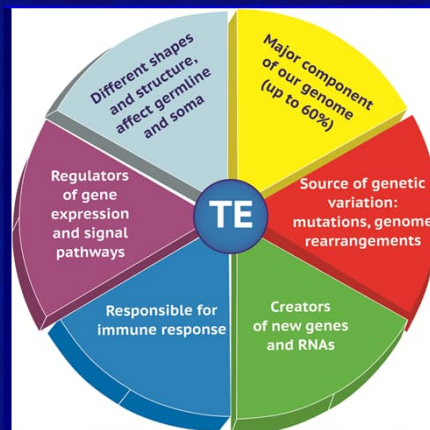 Different shapes
and structure,
affect germline
and soma
Major component
of our genome
(up to 60%)
Regulators
of gene
expression
and signal
pathways
TE
Source of genetic
variation:
mutations, genome
rearrangements
Responsible for
immune response
Creators
of new genes
and RNAs